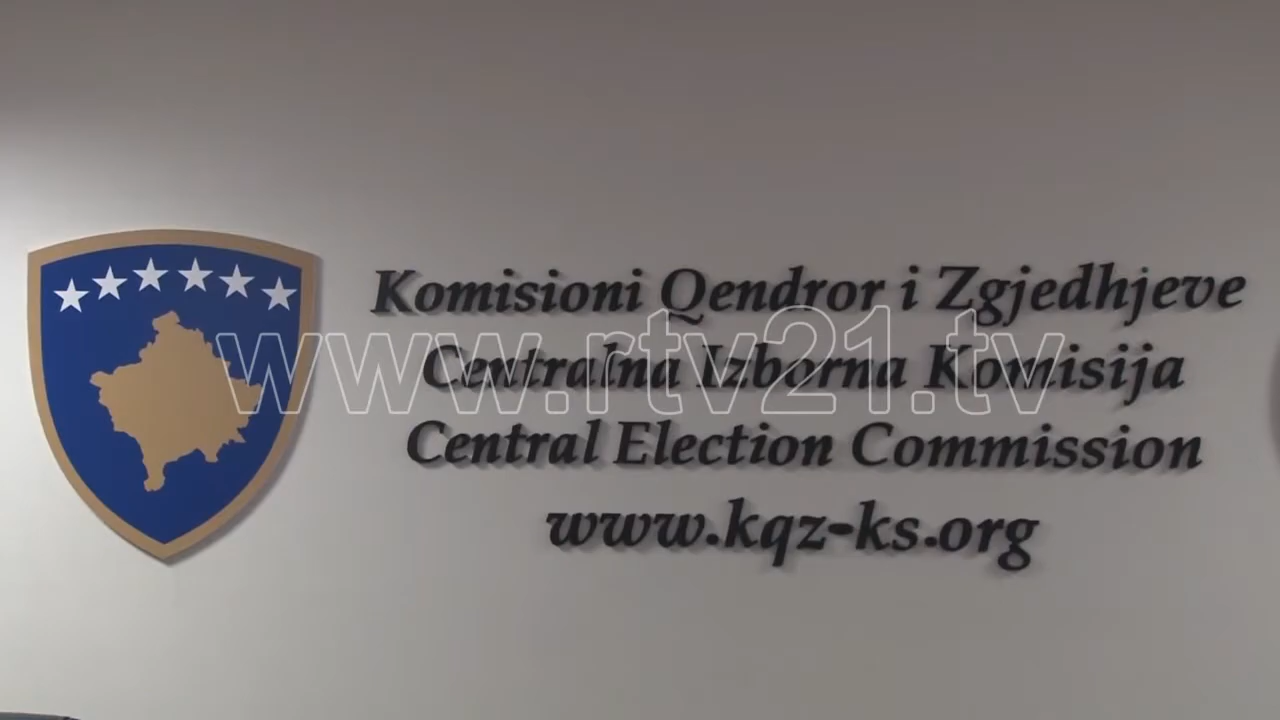 Komisioni Qendror i Zgjedhjeve
www.rtv21.tv
Centralna Izborna Komisija
Central Election Commission
www.kqz-ks.org